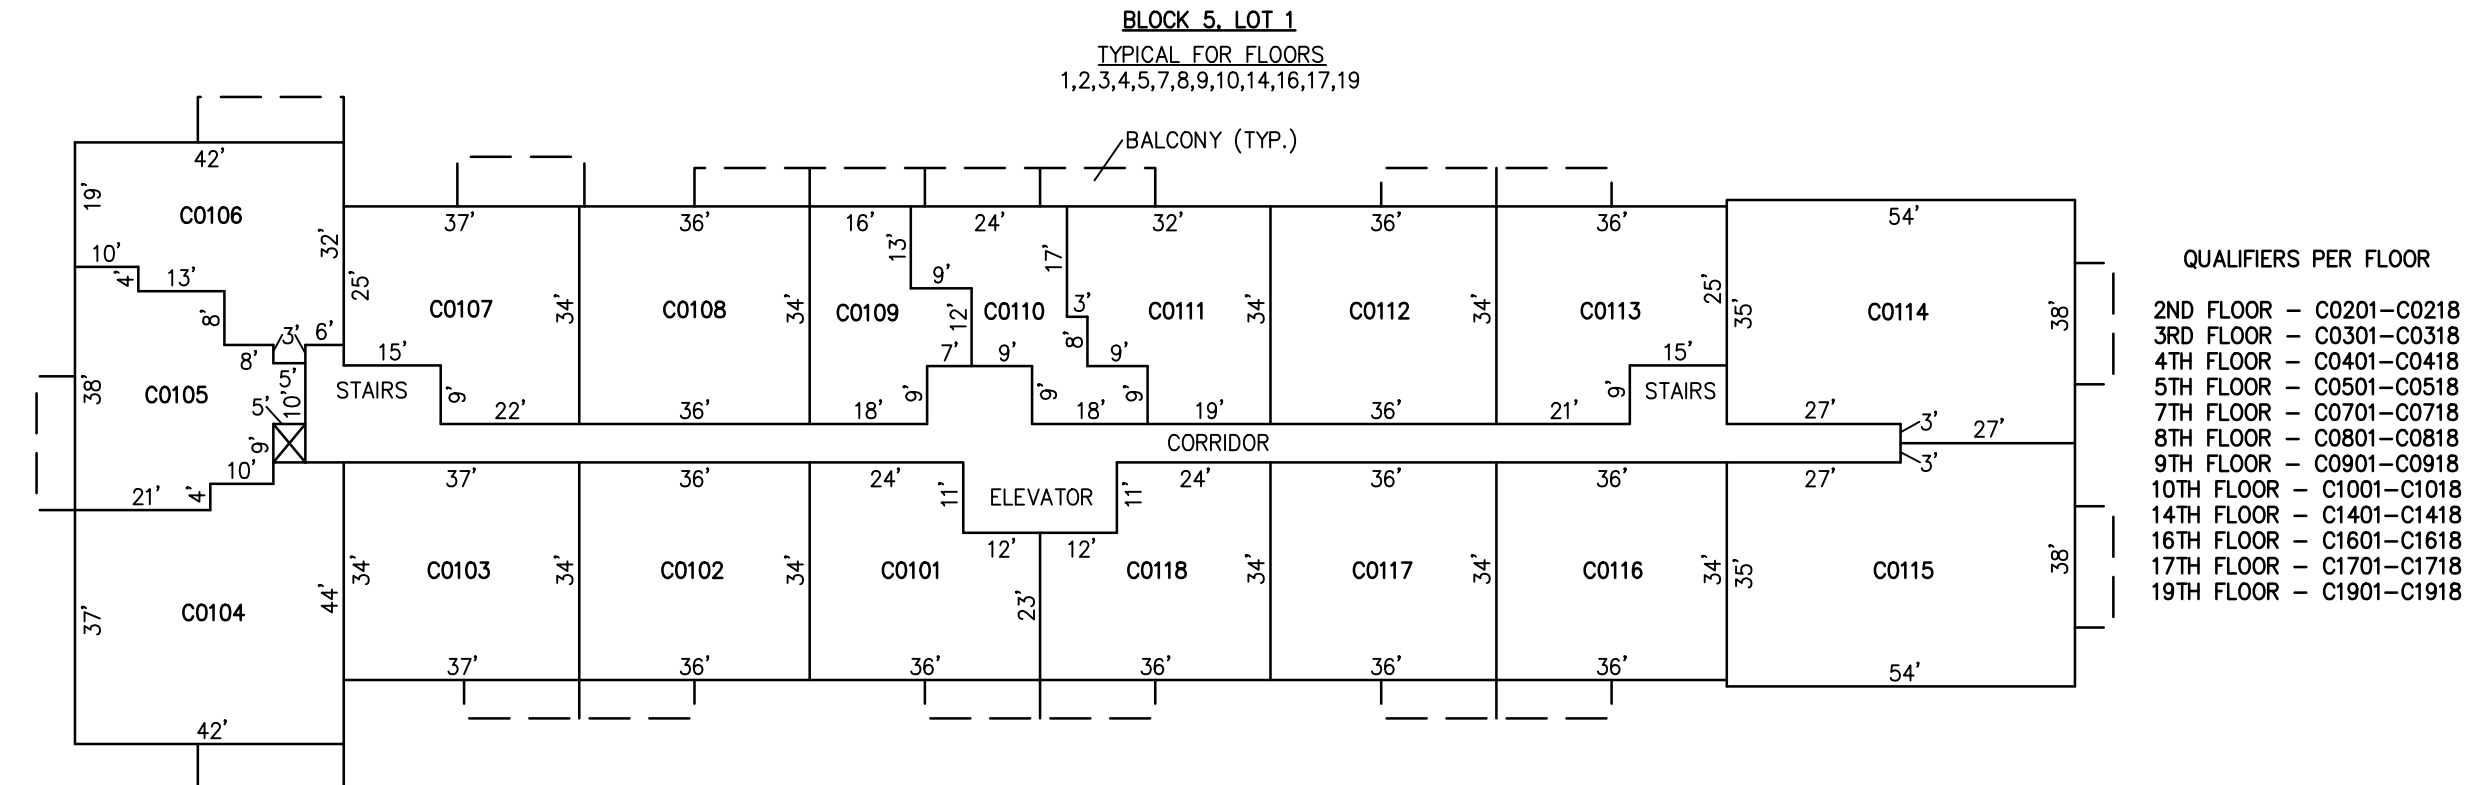 BLOCK 5, LOT 1
TYPICAL FOR FLOORS
1,2,3,4,5,7,8,9,10,14,16,17,19
BALCONY (TYP.)
42'
19'
C0106
32'
10'
4'
13'
8'
8'
3'
6'
5'
37'
25'
C0107
34'
15'
9'
22'
STAIRS
36'
C0108
34'
36'
16'
13'
9'
C0109
12'
7'
9'
18'
24'
C0110
9'
9'
17'
3'
8'
9'
9'
18'
32'
C0111
34'
19'
36'
C0112
34'
36'
36'
C0113
25'
15'
9'
21'
STAIRS
54'
35'
C0114
38'
27'
3'
27'
3'
38'
C0105
5'
10'
9'
10'
4'
21'
CORRIDOR
ELEVATOR
37'
C0104
44'
42'
37'
34'
C0103
34'
37'
36'
C0102
34'
36'
24'
11'
C0101
12'
23'
36'
24'
11'
12'
C0118
34'
36'
36'
C0117
34'
36'
36'
C0116
34'
36'
27'
35'
C0115
38'
54'
QUALIFIERS PER FLOOR
2ND FLOOR – C0201–C0218
3RD FLOOR – C0301–C0318
4TH FLOOR – C0401–C0418
5TH FLOOR – C0501–C0518
7TH FLOOR – C0701–C0718
8TH FLOOR – C0801–C0818
9TH FLOOR – C0901–C0918
10TH FLOOR – C1001–C1018
14TH FLOOR – C1401–C1418
16TH FLOOR – C1601–C1618
17TH FLOOR – C1701–C1718
19TH FLOOR – C1901–C1918